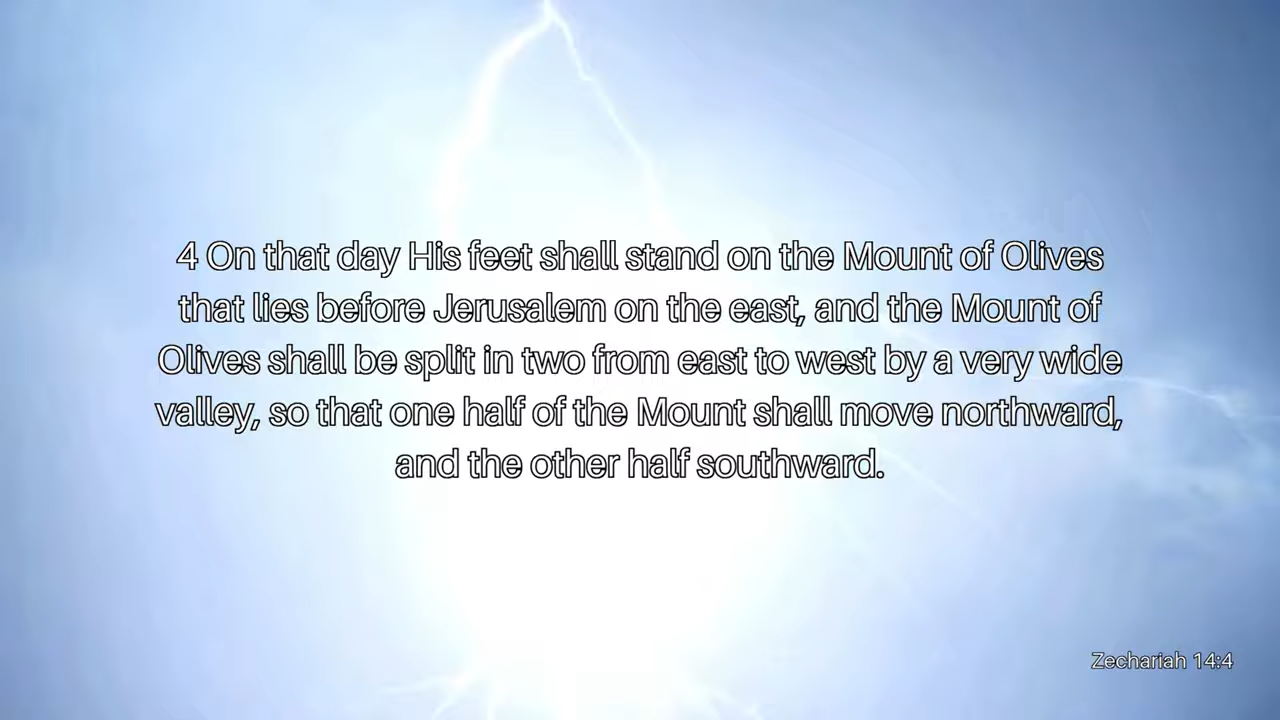 4 On that day His feet shall stand on the Mount of Olives
that lies before Jerusalem on the east, and the Mount of
Olives shall be split in two from east to west by a very wide
valley, so that one half of the Mount shall move northward,
and the other half southward.
Zechariah 14:4